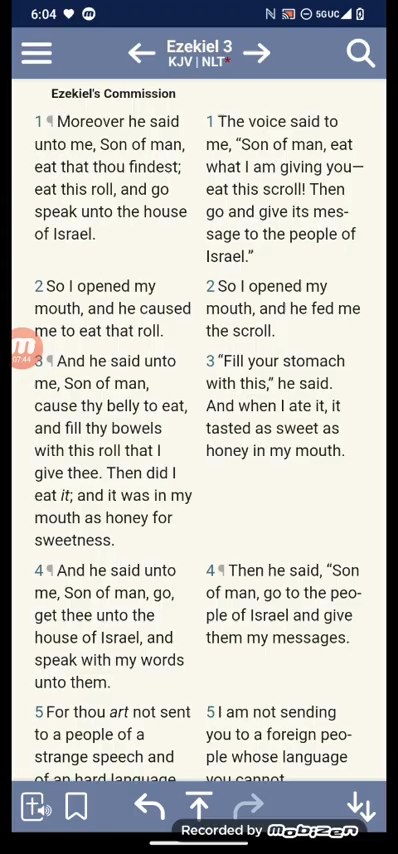 6:04
5GUC
Ezekiel 3
KJV | NLT*
Ezekiel's Commission
1 ¶ Moreover he said
unto me, Son of man,
eat that thou findest;
eat this roll, and go
speak unto the house
of Israel.
1 The voice said to
me, “Son of man, eat
what I am giving you—
eat this scroll! Then
go and give its mes-
sage to the people of
Israel.”
2 So I opened my
mouth, and he caused
me to eat that roll.
2 So I opened my
mouth, and he fed me
the scroll.
07:44
3 ¶ And he said unto
me, Son of man,
cause thy belly to eat,
and fill thy bowels
with this roll that I
give thee. Then did I
eat it; and it was in my
mouth as honey for
sweetness.
3 “Fill your stomach
with this,” he said.
And when I ate it, it
tasted as sweet as
honey in my mouth.
4 ¶ And he said unto
me, Son of man, go,
get thee unto the
house of Israel, and
speak with my words
unto them.
4 ¶ Then he said, “Son
of man, go to the peo-
ple of Israel and give
them my messages.
5 For thou art not sent
to a people of a
strange speech and
of an hard language,
5 I am not sending
you to a foreign peo-
ple whose language
you cannot
Recorded by mobizen